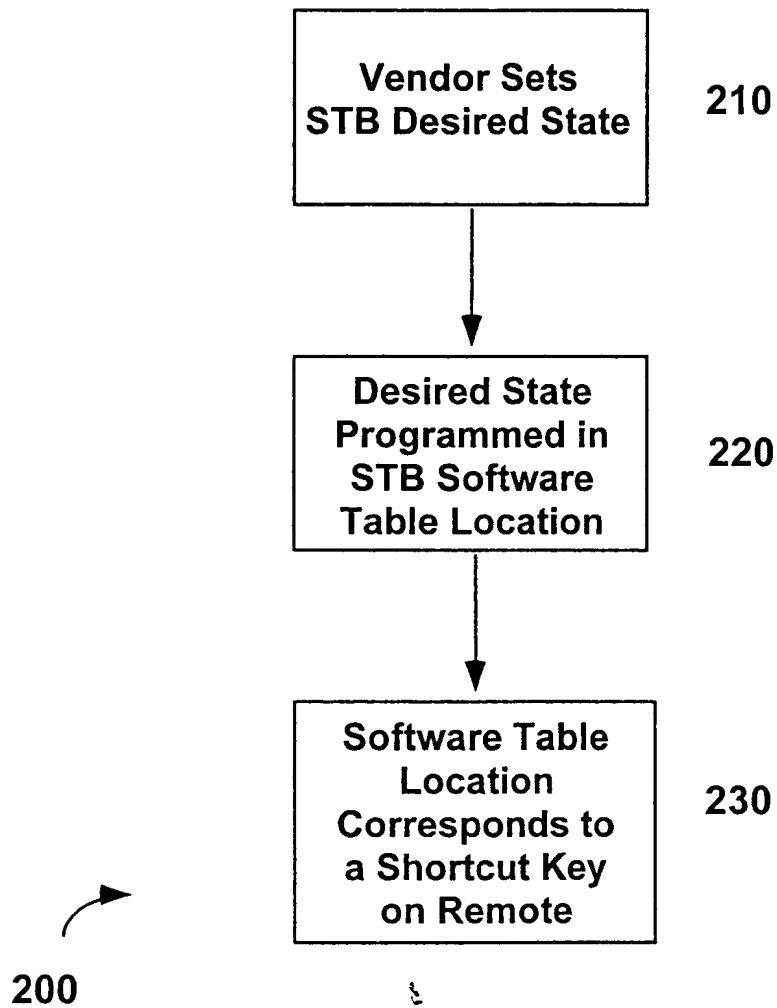 Vendor Sets
STB Desired State
210
Desired State
Programmed in
STB Software
Table Location
220
Software Table
Location
Corresponds to
a Shortcut Key
on Remote
230
200